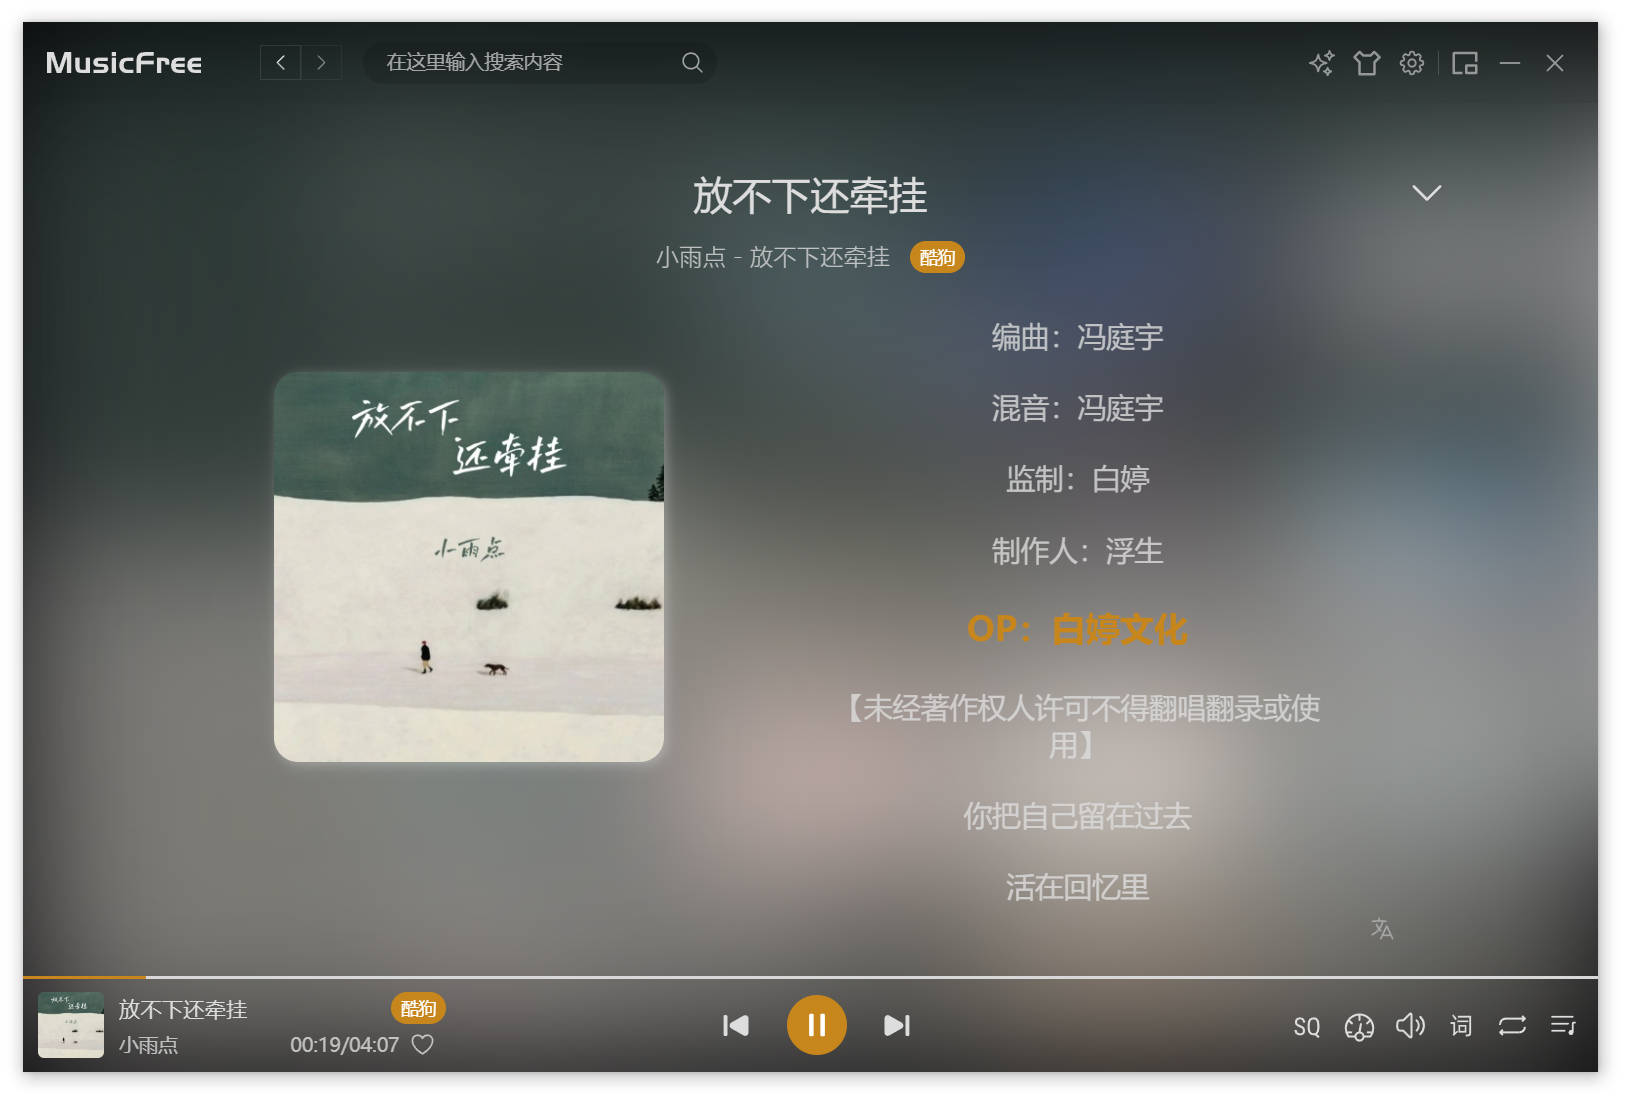 MusicFree
在这里输入搜索内容
放不下还牵挂
小雨点 - 放不下还牵挂 酷狗
编曲：冯庭宇
混音：冯庭宇
监制：白婷
制作人：浮生
OP：白婷文化
【未经著作权人许可不得翻唱翻录或使
用】
你把自己留在过去
活在回忆里
放不下
还牵挂
小雨点
放不下还牵挂 酷狗
小雨点 00:19/04:07
SQ 词